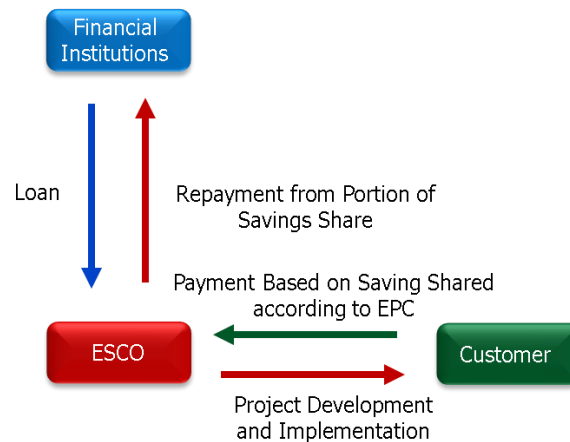 Financial
Institutions
Loan
Repayment from Portion of
Savings Share
Payment Based on Saving Shared
according to EPC
ESCO
Customer
Project Development
and Implementation